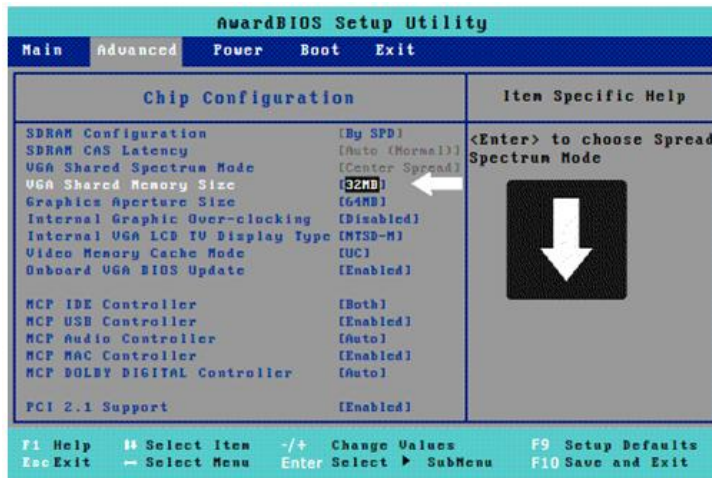 AwardBIOS Setup Utility
Main Advanced Power Boot Exit
Chip Configuration
Item Specific Help
SDRAM Configuration [By SPD]
SDRAM CAS Latency [Auto (Normal)]
VGA Shared Spectrum Mode [Center Spread]
VGA Shared Memory Size [32MB]
Graphics Aperture Size [64MB]
Internal Graphic Over-clocking [Disabled]
Internal VGA LCD TV Display Type [NTSD-M]
Video Memory Cache Mode [UC]
Onboard VGA BIOS Update [Enabled]
MCP IDE Controller [Both]
MCP USB Controller [Enabled]
MCP Audio Controller [Auto]
MCP MAC Controller [Enabled]
MCP DOLBY DIGITAL Controller [Auto]
PCI 2.1 Support [Enabled]
<Enter> to choose Spread
Spectrum Mode
F1 Help Select Item -/+ Change Values F9 Setup Defaults
Esc Exit Select Menu Enter Select SubMenu F10 Save and Exit